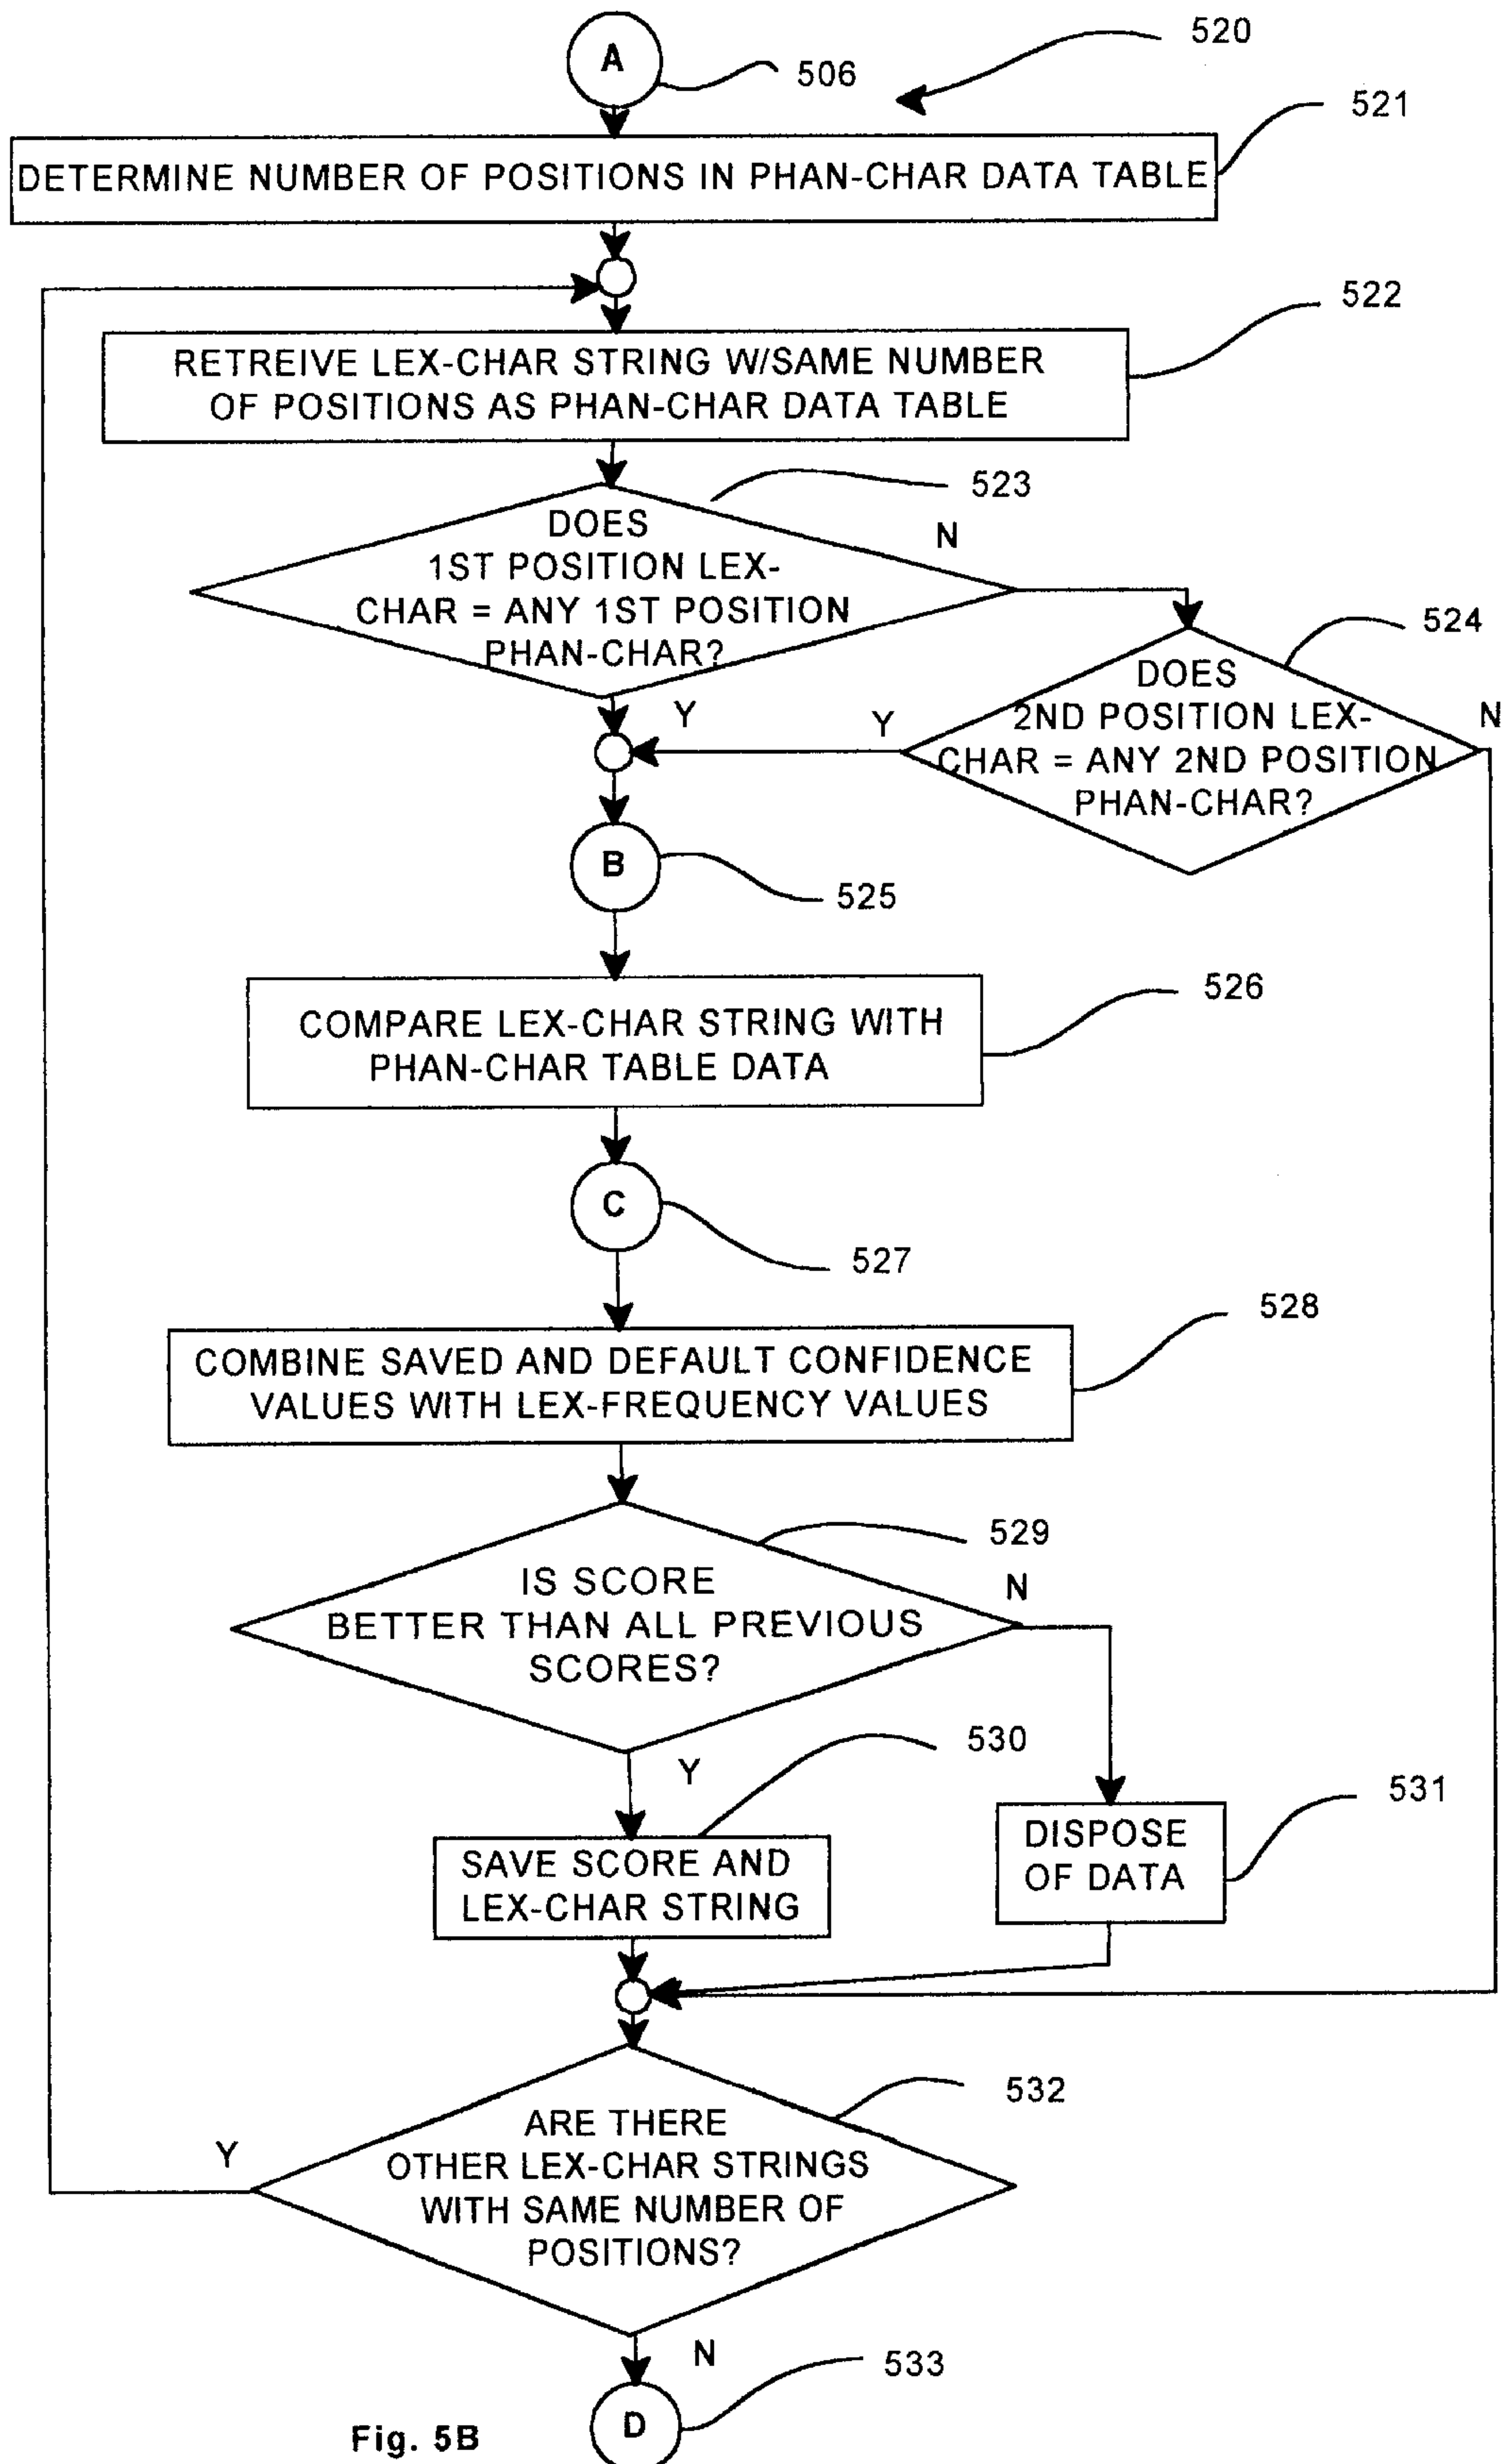 A
506
520
521
DETERMINE NUMBER OF POSITIONS IN PHAN-CHAR DATA TABLE
522
RETREIVE LEX-CHAR STRING W/SAME NUMBER
OF POSITIONS AS PHAN-CHAR DATA TABLE
523
DOES
1ST POSITION LEX-
CHAR = ANY 1ST POSITION
PHAN-CHAR?
N
Y
524
DOES
2ND POSITION LEX-
CHAR = ANY 2ND POSITION
PHAN-CHAR?
Y
N
B
525
526
COMPARE LEX-CHAR STRING WITH
PHAN-CHAR TABLE DATA
C
527
528
COMBINE SAVED AND DEFAULT CONFIDENCE
VALUES WITH LEX-FREQUENCY VALUES
529
IS SCORE
BETTER THAN ALL PREVIOUS
SCORES?
N
Y
530
SAVE SCORE AND
LEX-CHAR STRING
531
DISPOSE
OF DATA
532
ARE THERE
OTHER LEX-CHAR STRINGS
WITH SAME NUMBER OF
POSITIONS?
Y
N
533
D
Fig. 5B